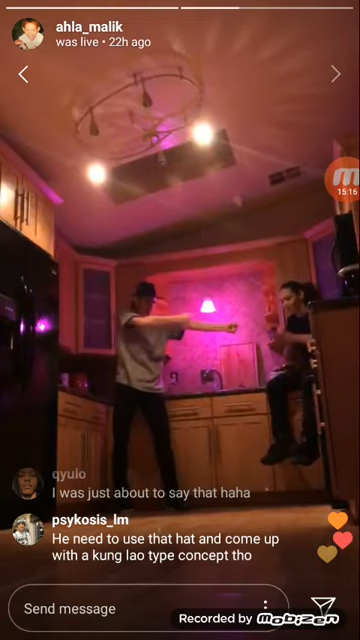 ahla_malik
was live • 22h ago
15:16
qyulo
I was just about to say that haha
psykosis_lm
He need to use that hat and come up
with a kung lao type concept tho
Send message
Recorded by mobizen